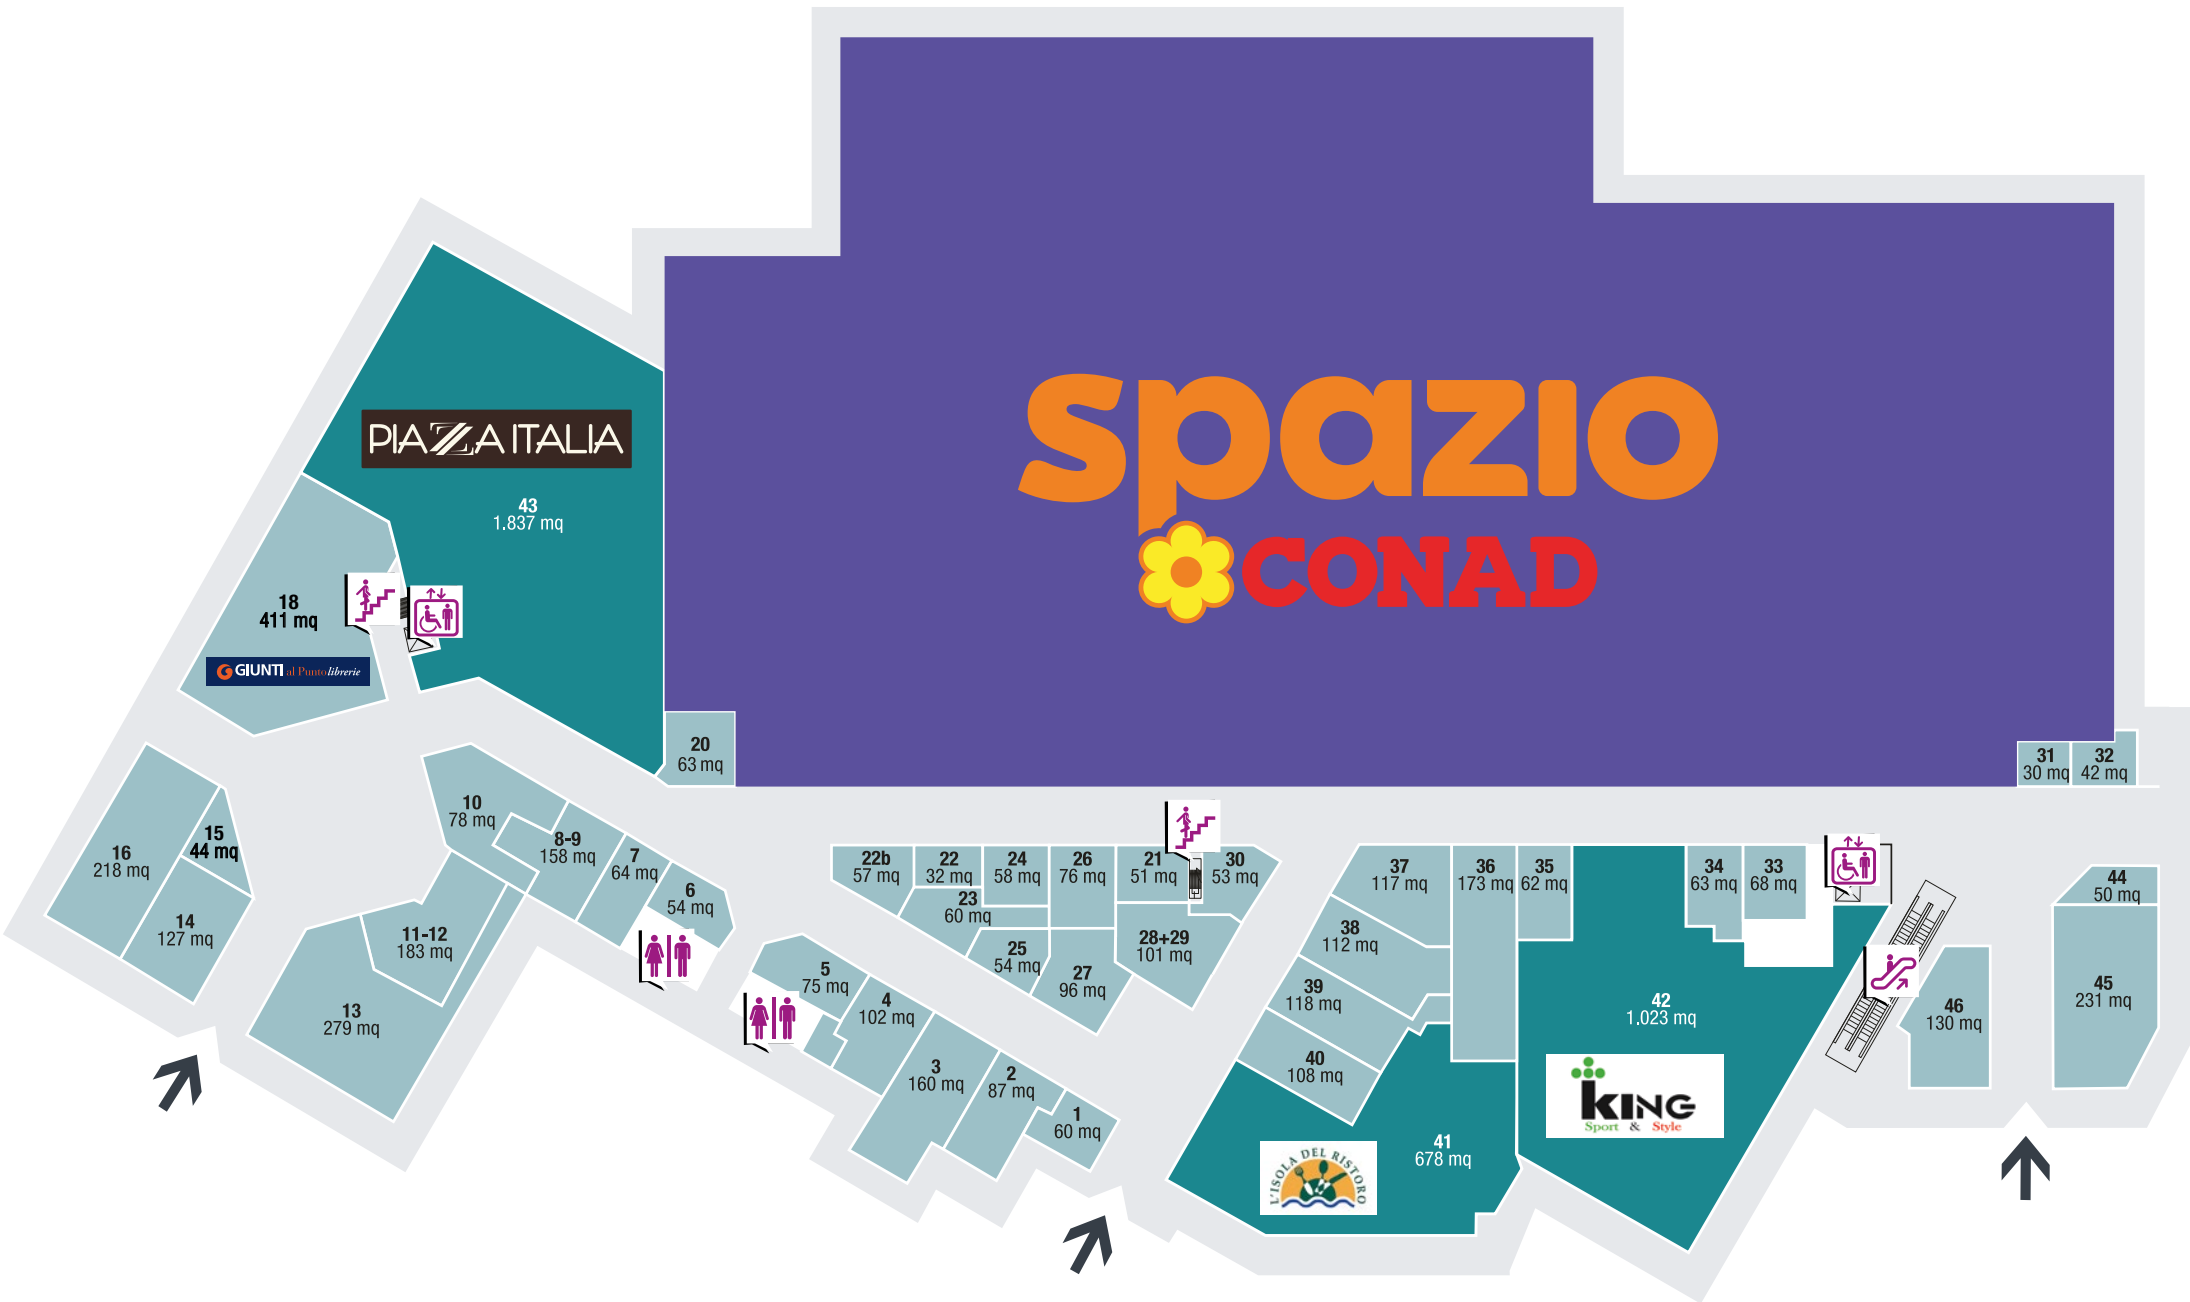 spazio
CONAD
PIAZZA ITALIA
43
1.837 mq
18
411 mq
GIUNTI al Punto librerie
20
63 mq
31
30 mq
32
42 mq
16
218 mq
15
44 mq
14
127 mq
10
78 mq
8-9
158 mq
7
64 mq
6
54 mq
11-12
183 mq
13
279 mq
5
75 mq
4
102 mq
3
160 mq
2
87 mq
1
60 mq
22b
57 mq
22
32 mq
24
58 mq
26
76 mq
21
51 mq
30
53 mq
23
60 mq
25
54 mq
27
96 mq
28+29
101 mq
37
117 mq
36
173 mq
35
62 mq
34
63 mq
33
68 mq
38
112 mq
39
118 mq
40
108 mq
41
678 mq
L'ISOLA DEL RISTORO
42
1.023 mq
KING
Sport & Style
44
50 mq
45
231 mq
46
130 mq